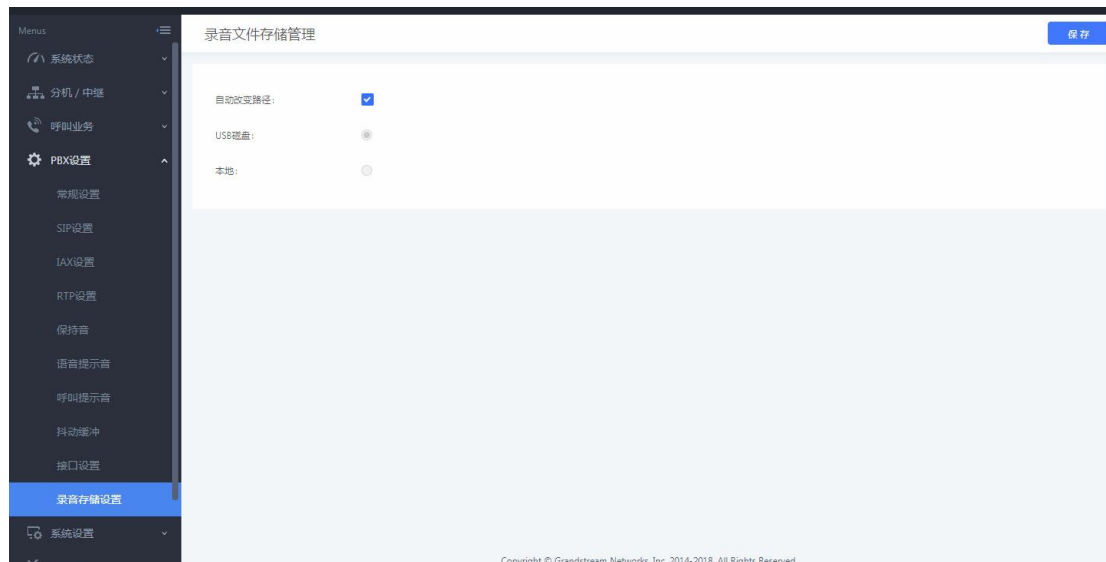 Menus
录音文件存储管理
保存
系统状态
分机 / 中继
呼叫业务
PBX设置
常规设置
SIP设置
IAX设置
RTP设置
保持音
语音提示音
呼叫提示音
抖动缓冲
接口设置
录音存储设置
系统设置
自动改变路径:
USB磁盘:
本地:
Copyright © Grandstream Networks, Inc. 2014-2018. All Rights Reserved.